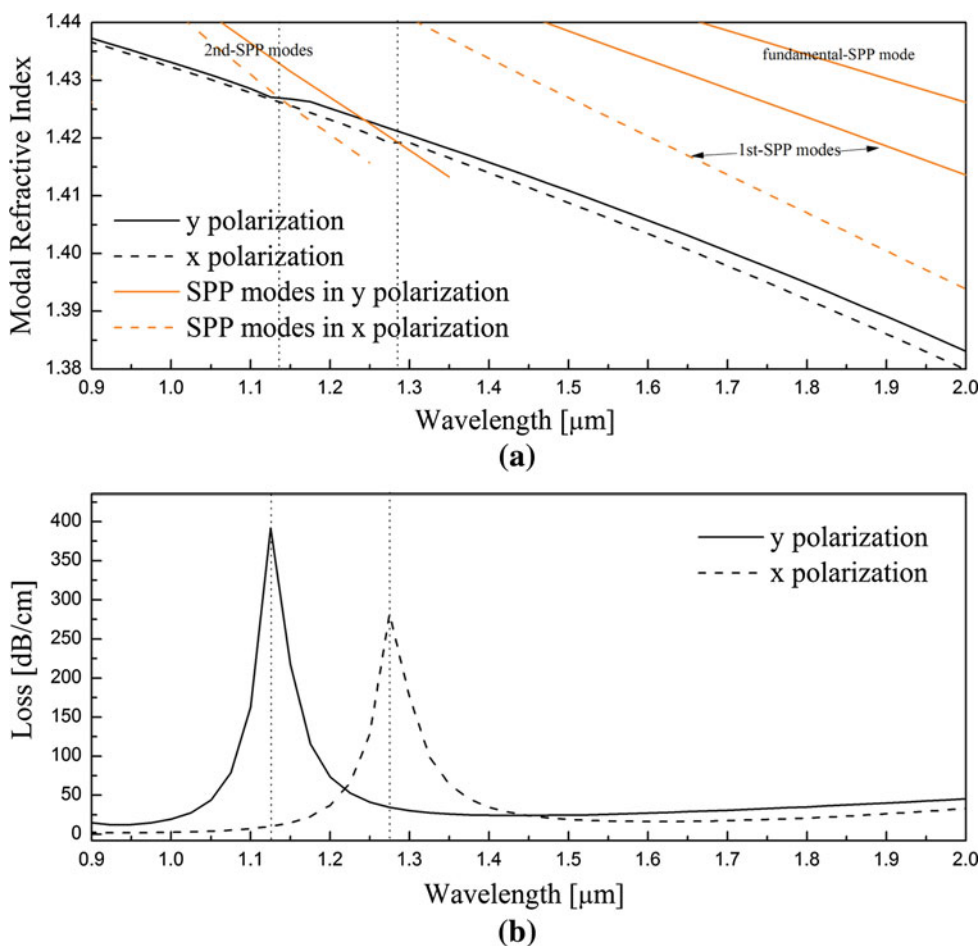 1.44
1.43
1.42
1.41
1.40
1.39
1.38
Modal Refractive Index
2nd-SPP modes
fundamental-SPP mode
1st-SPP modes
y polarization
x polarization
SPP modes in y polarization
SPP modes in x polarization
0.9 1.0 1.1 1.2 1.3 1.4 1.5 1.6 1.7 1.8 1.9 2.0
Wavelength [μm]
(a)
400
350
300
250
200
150
100
50
0
Loss [dB/cm]
y polarization
x polarization
0.9 1.0 1.1 1.2 1.3 1.4 1.5 1.6 1.7 1.8 1.9 2.0
Wavelength [μm]
(b)